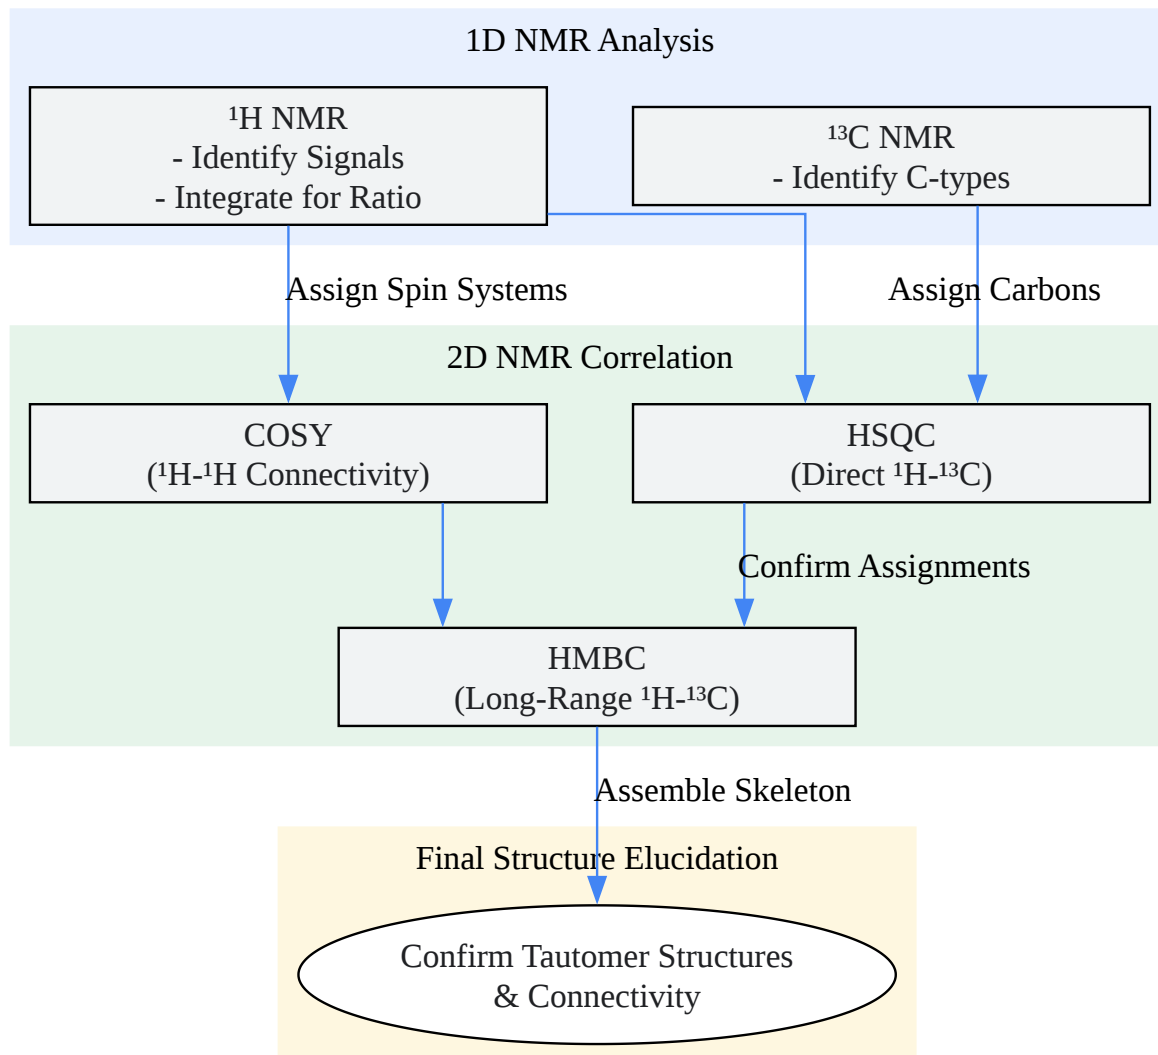 1D NMR Analysis
¹H NMR
- Identify Signals
- Integrate for Ratio
¹³C NMR
- Identify C-types
Assign Spin Systems
Assign Carbons
2D NMR Correlation
COSY
(¹H-¹H Connectivity)
HSQC
(Direct ¹H-¹³C)
Confirm Assignments
HMBC
(Long-Range ¹H-¹³C)
Assemble Skeleton
Final Structure Elucidation
Confirm Tautomer Structures
& Connectivity